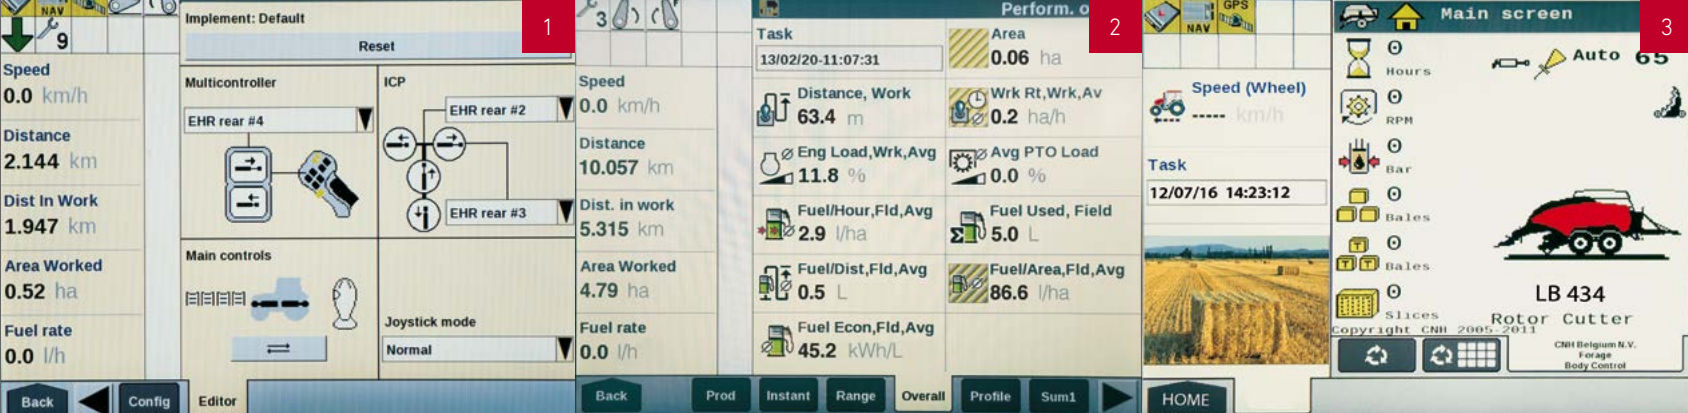 NAV
9
Speed
0.0 km/h
Distance
2.144 km
Dist In Work
1.947 km
Area Worked
0.52 ha
Fuel rate
0.0 l/h
Back
Config
Editor
Implement: Default
Reset
Multicontroller
EHR rear #4
ICP
EHR rear #2
EHR rear #3
Main controls
Joystick mode
Normal
1
3
Speed
0.0 km/h
Distance
10.057 km
Dist. in work
5.315 km
Area Worked
4.79 ha
Fuel rate
0.0 l/h
Back
Perform. o
2
Task
13/02/20-11:07:31
Area
0.06 ha
Distance, Work
63.4 m
Wrk Rt,Wrk,Av
0.2 ha/h
Eng Load,Wrk,Avg
11.8 %
Avg PTO Load
0.0 %
Fuel/Hour,Fld,Avg
2.9 l/ha
Fuel Used, Field
5.0 L
Fuel/Dist,Fld,Avg
0.5 L
Fuel/Area,Fld,Avg
86.6 l/ha
Fuel Econ,Fld,Avg
45.2 kWh/L
Prod
Instant
Range
Overall
Profile
Sum1
NAV
GPS
Speed (Wheel)
----- km/h
Task
12/07/16 14:23:12
HOME
Main screen
3
0
Hours
0
RPM
0
Bar
0
Bales
0
T
T T
Bales
0
Slices
Auto 65
LB 434
Rotor Cutter
Copyright CNH 2005-2011
CNH Belgium N.V.
Forage
Body Control